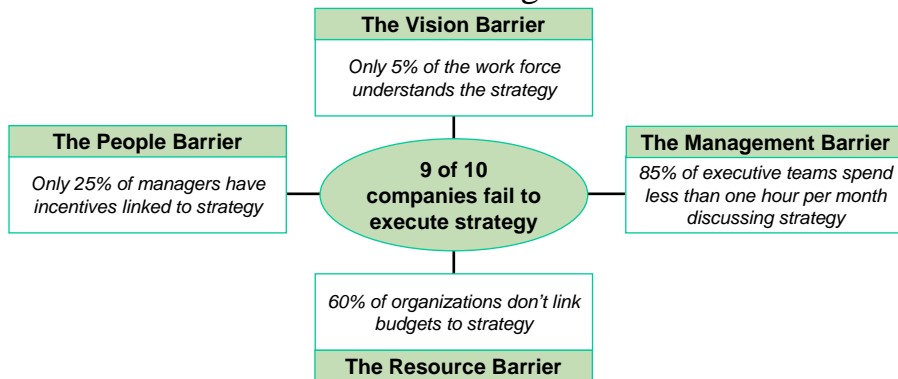 The Vision Barrier
Only 5% of the work force
understands the strategy
The People Barrier
Only 25% of managers have
incentives linked to strategy
9 of 10
companies fail to
execute strategy
The Management Barrier
85% of executive teams spend
less than one hour per month
discussing strategy
60% of organizations don’t link
budgets to strategy
The Resource Barrier